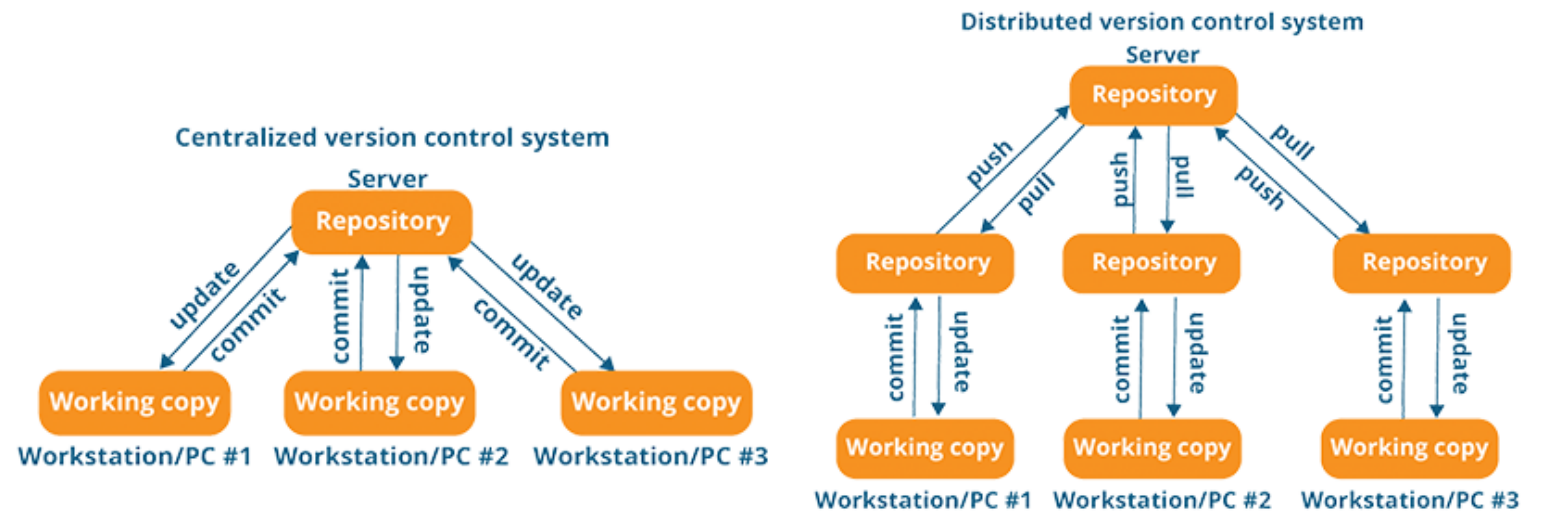 Centralized version control system
Server
Repository
update
commit
commit
update
update
commit
Working copy
Working copy
Working copy
Workstation/PC #1
Workstation/PC #2
Workstation/PC #3
Distributed version control system
Server
Repository
push
pull
push
pull
pull
push
Repository
Repository
Repository
commit
update
commit
update
commit
update
Working copy
Working copy
Working copy
Workstation/PC #1
Workstation/PC #2
Workstation/PC #3